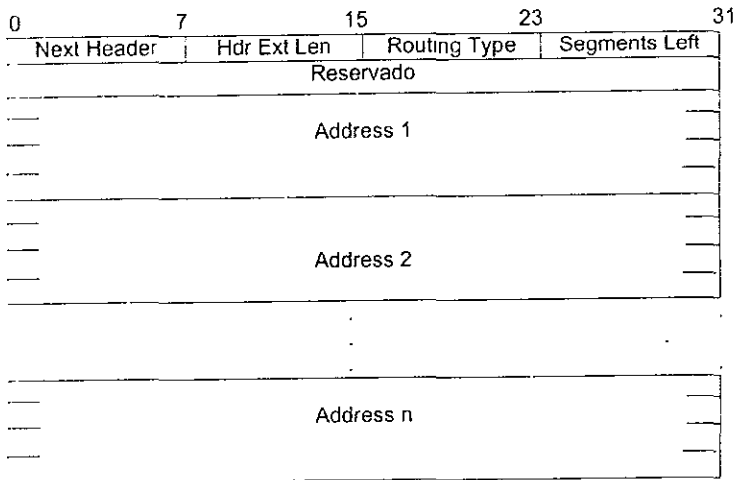 0 7 15 23 31
Next Header Hdr Ext Len Routing Type Segments Left
Reservado
Address 1
Address 2
Address n